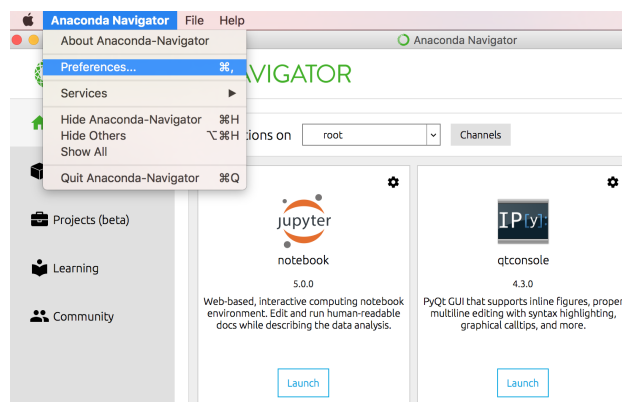 Anaconda Navigator File Help
About Anaconda-Navigator
Anaconda Navigator
Preferences... ⌘,
AVIGATOR
Services ▶
Hide Anaconda-Navigator ⌘H
Hide Others ⌥⌘H
Show All
Quit Anaconda-Navigator ⌘Q
tions on root Channels
Projects (beta)
Learning
Community
jupyter
notebook
5.0.0
Web-based, interactive computing notebook
environment. Edit and run human-readable
docs while describing the data analysis.
Launch
IP[y]:
qtconsole
4.3.0
PyQt GUI that supports inline figures, proper
multiline editing with syntax highlighting,
graphical calltips, and more.
Launch